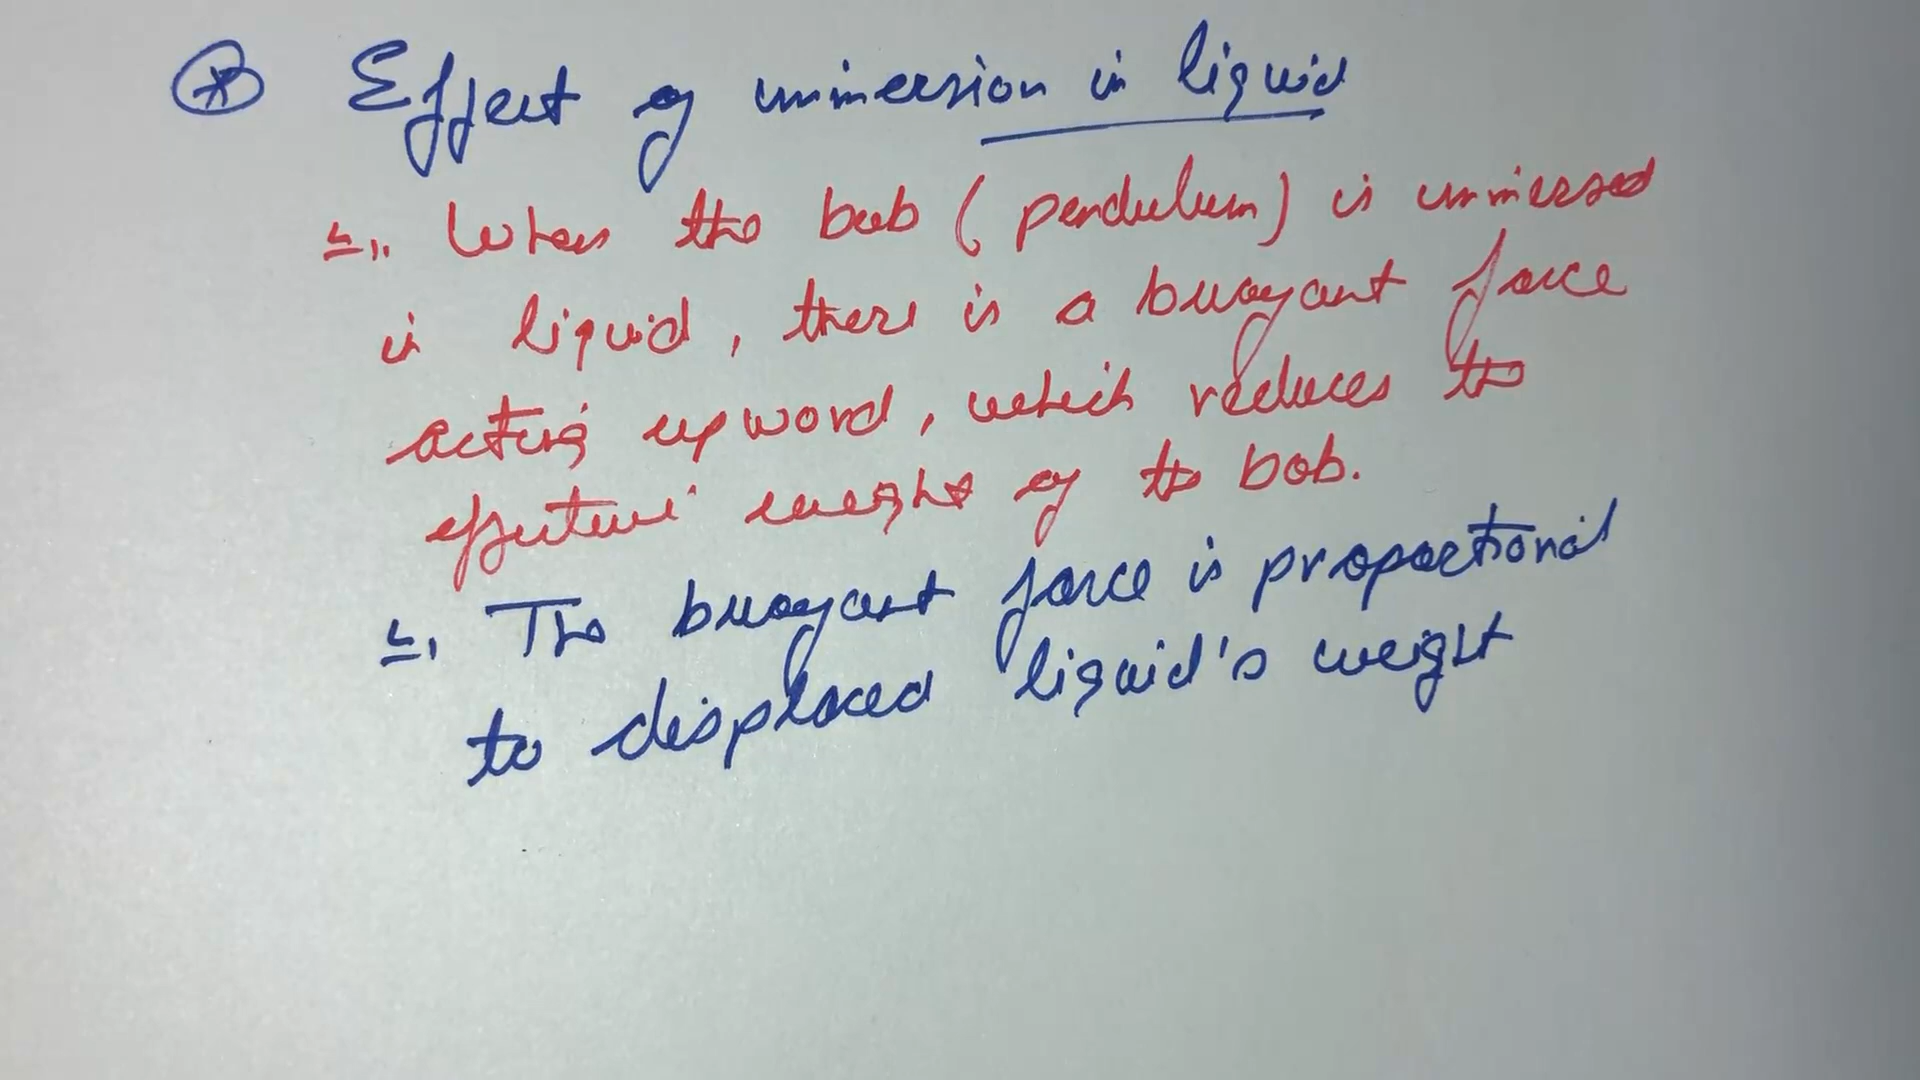 Effect of immersion in liquid
When the bob (pendulum) is immersed
in liquid, there is a buoyant force
acting upword, which reduces the
effective weight of the bob.
The buoyant force is proportional
to displaced liquid's weight